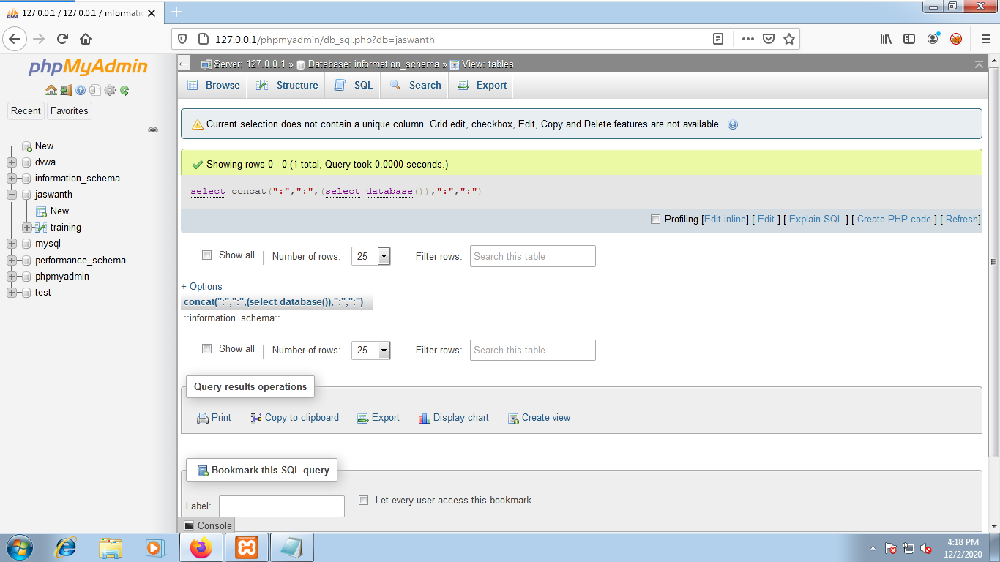 127.0.0.1 / 127.0.0.1 / informati
127.0.0.1/phpmyadmin/db_sql.php?db=jaswanth
phpMyAdmin
Recent Favorites
New
dvwa
information_schema
jaswanth
New
training
mysql
performance_schema
phpmyadmin
test
Server: 127.0.0.1 » Database: information_schema » View: tables
Browse Structure SQL Search Export
Current selection does not contain a unique column. Grid edit, checkbox, Edit, Copy and Delete features are not available.
Showing rows 0 - 0 (1 total, Query took 0.0000 seconds.)
select concat(":",":",(select database()),":",":")
Profiling [Edit inline] [ Edit ] [ Explain SQL ] [ Create PHP code ] [ Refresh]
Show all | Number of rows: 25 Filter rows: Search this table
+ Options
concat(":",":",(select database()),":",":")
::information_schema::
Show all | Number of rows: 25 Filter rows: Search this table
Query results operations
Print Copy to clipboard Export Display chart Create view
Bookmark this SQL query
Label: Let every user access this bookmark
Console
4:18 PM
12/2/2020